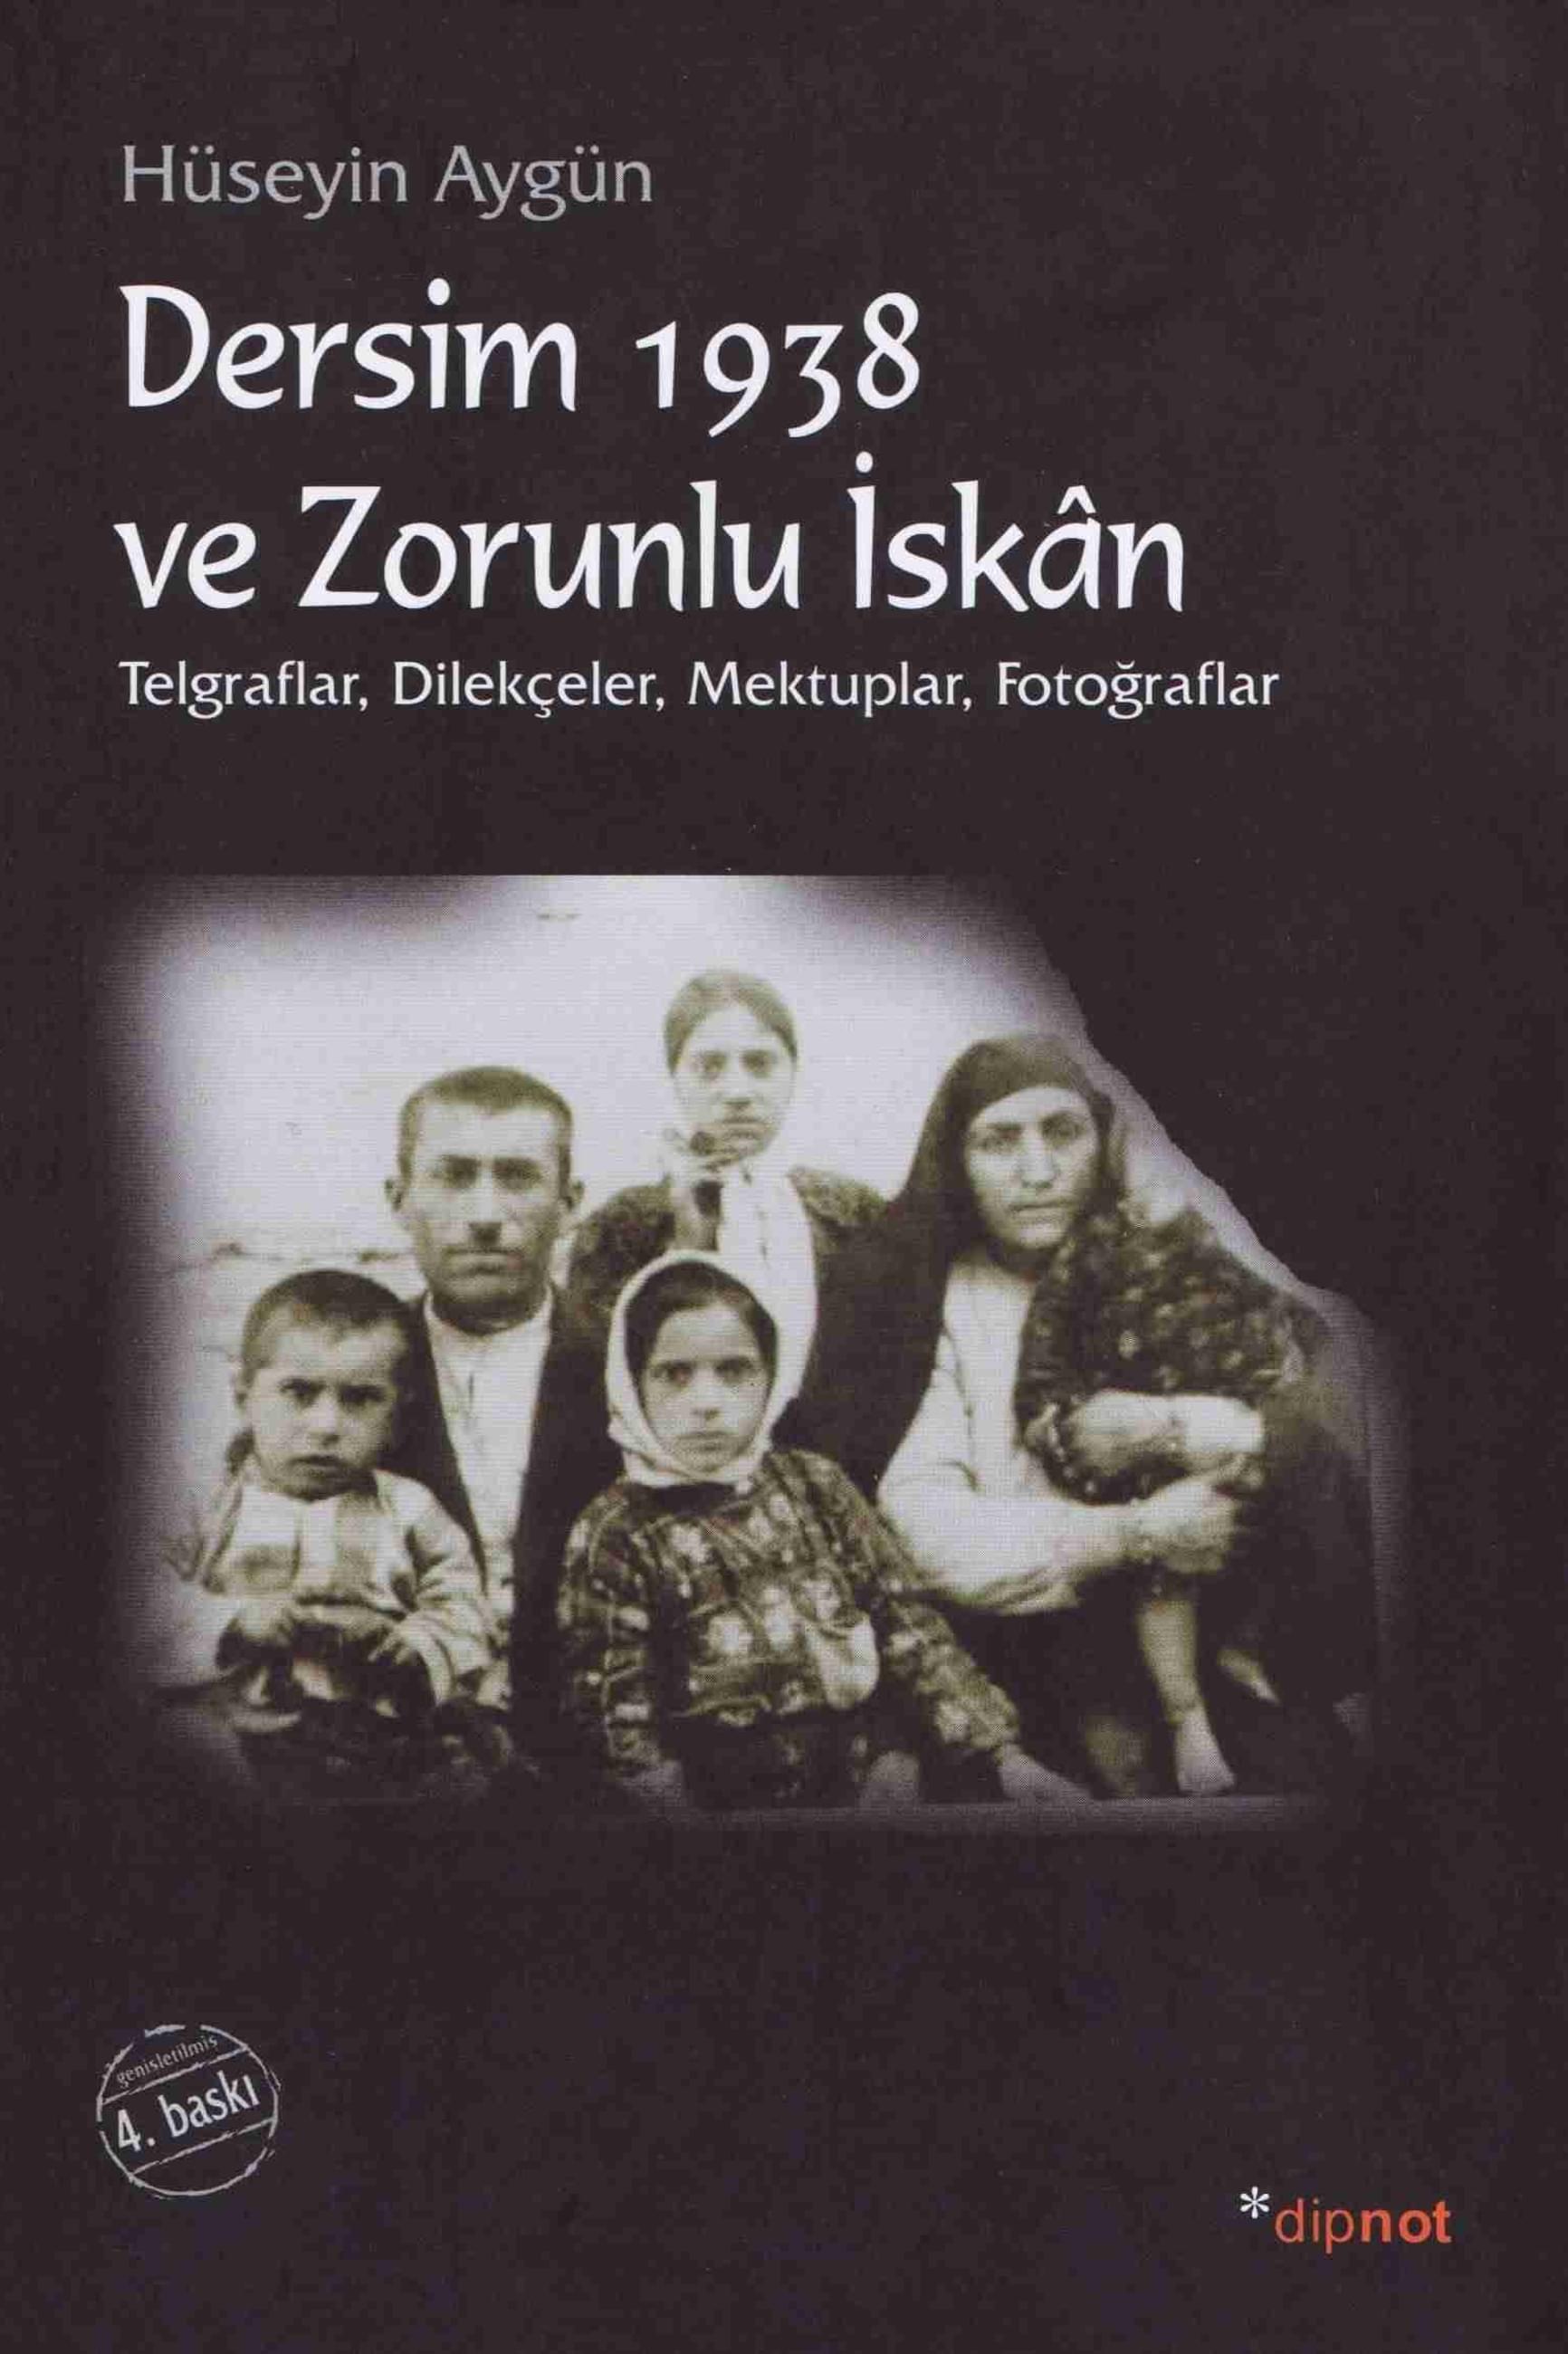 Hüseyin Aygün
Dersim 1938
ve Zorunlu İskân
Telgraflar, Dilekçeler, Mektuplar, Fotoğraflar
genişletilmiş
4. baskı
*dipnot